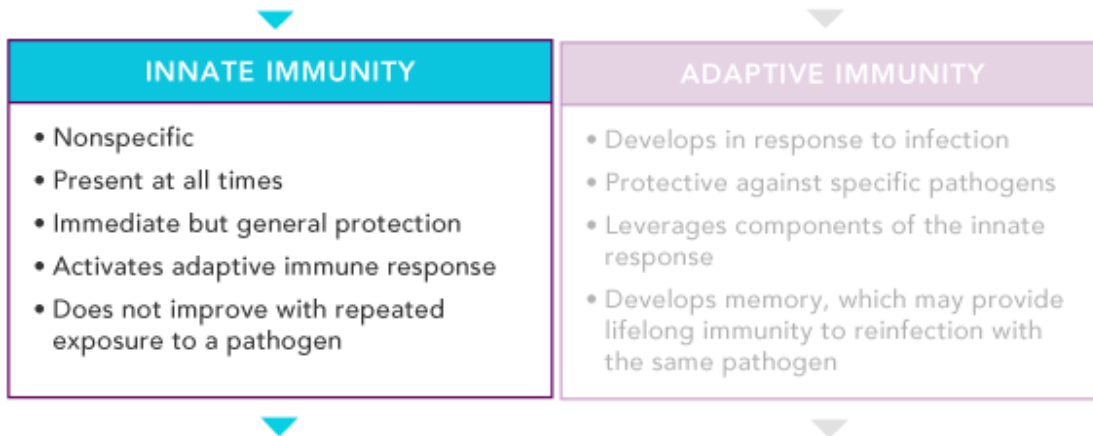 INNATE IMMUNITY
• Nonspecific
• Present at all times
• Immediate but general protection
• Activates adaptive immune response
• Does not improve with repeated
exposure to a pathogen
ADAPTIVE IMMUNITY
• Develops in response to infection
• Protective against specific pathogens
• Leverages components of the innate
response
• Develops memory, which may provide
lifelong immunity to reinfection with
the same pathogen